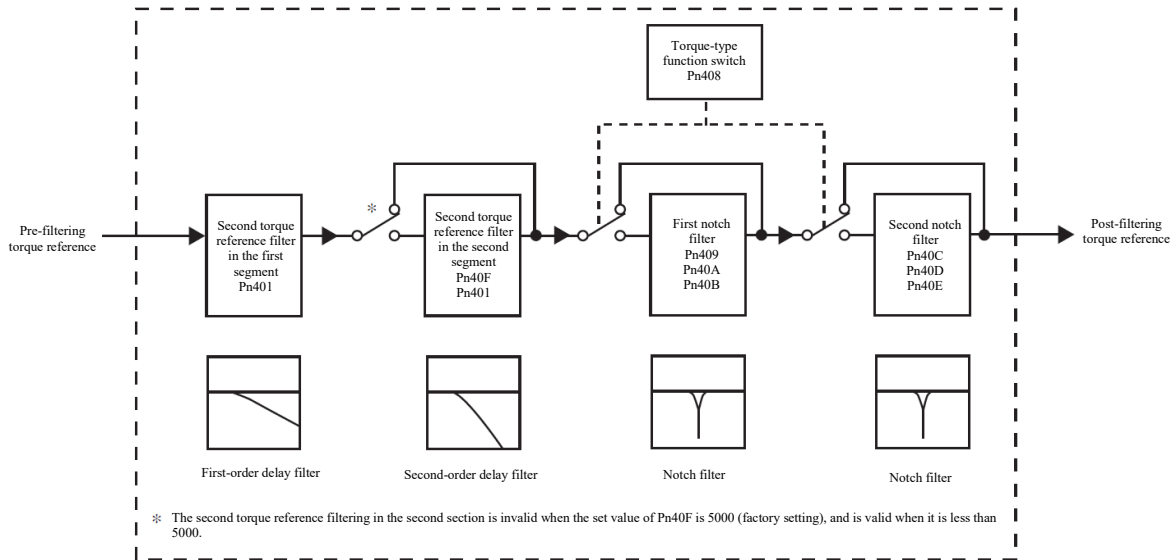 Torque-type
function switch
Pn408
Pre-filtering
torque reference
Second torque
reference filter
in the first
segment
Pn401
*
Second torque
reference filter
in the second
segment
Pn40F
Pn401
First notch
filter
Pn409
Pn40A
Pn40B
Second notch
filter
Pn40C
Pn40D
Pn40E
Post-filtering
torque reference
First-order delay filter
Second-order delay filter
Notch filter
Notch filter
* The second torque reference filtering in the second section is invalid when the set value of Pn40F is 5000 (factory setting), and is valid when it is less than
5000.